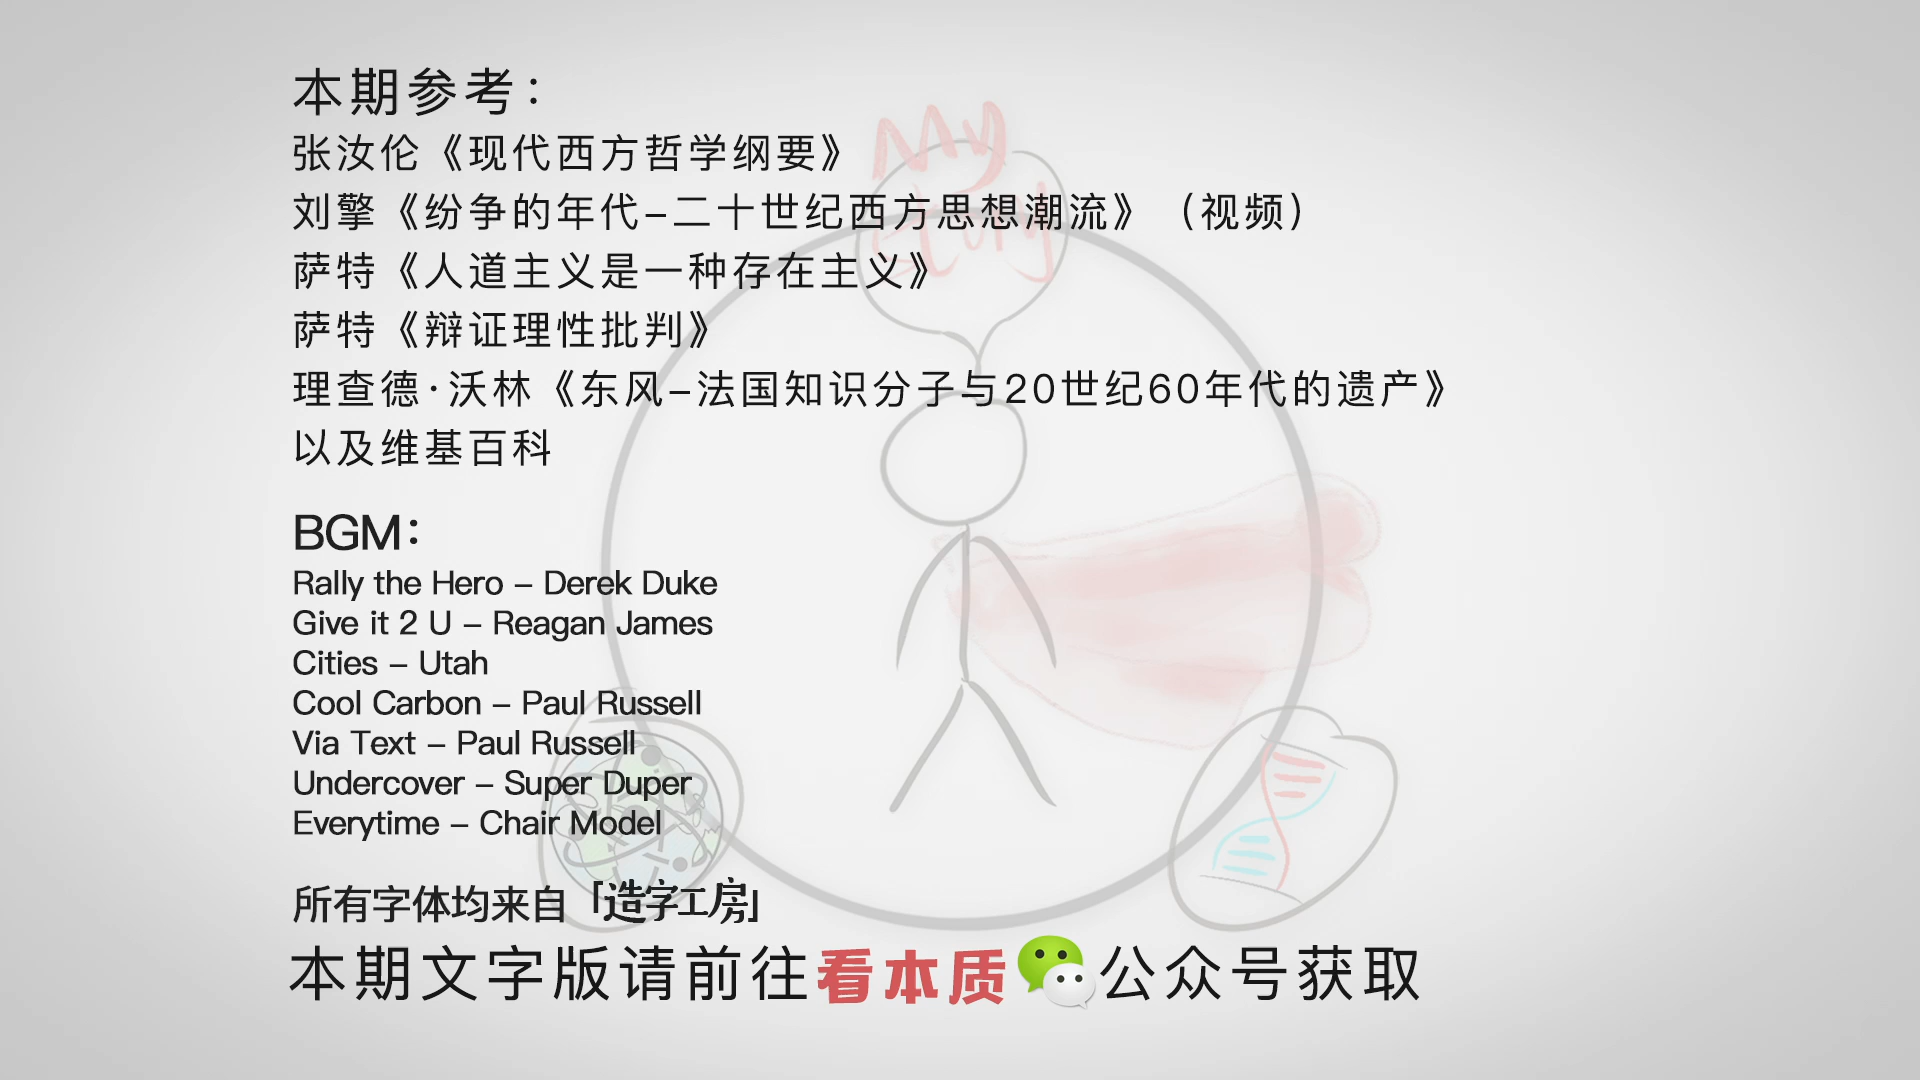 本期参考：
张汝伦《现代西方哲学纲要》
刘擎《纷争的年代–二十世纪西方思想潮流》（视频）
萨特《人道主义是一种存在主义》
萨特《辩证理性批判》
理查德·沃林《东风–法国知识分子与20世纪60年代的遗产》
以及维基百科
BGM：
Rally the Hero – Derek Duke
Give it 2 U – Reagan James
Cities – Utah
Cool Carbon – Paul Russell
Via Text – Paul Russell
Undercover – Super Duper
Everytime – Chair Model
所有字体均来自「造字工房」
本期文字版请前往看本质公众号获取
My
Story